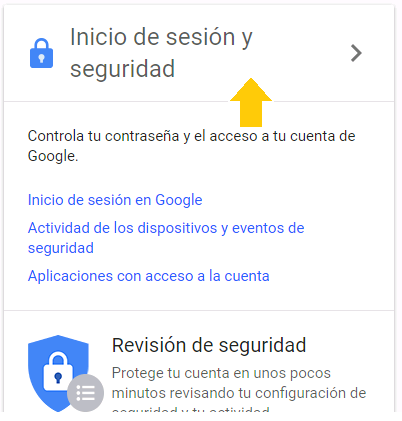 Inicio de sesión y
seguridad
Controla tu contraseña y el acceso a tu cuenta de
Google.
Inicio de sesión en Google
Actividad de los dispositivos y eventos de
seguridad
Aplicaciones con acceso a la cuenta
Revisión de seguridad
Protege tu cuenta en unos pocos
minutos revisando tu configuración de
seguridad y tu actividad